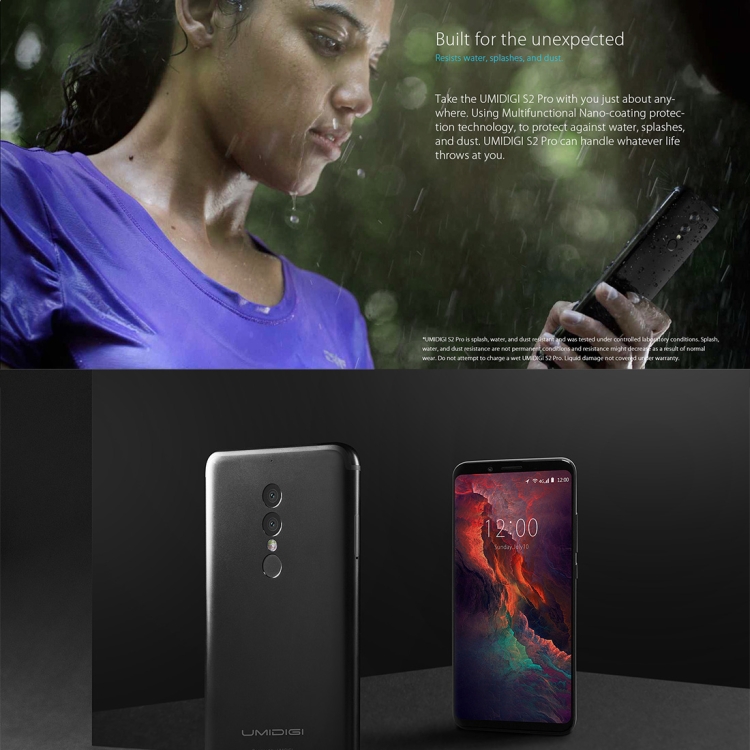 Built for the unexpected
Resists water, splashes, and dust.
Take the UMIDIGI S2 Pro with you just about any-
where. Using Multifunctional Nano-coating protec-
tion technology, to protect against water, splashes,
and dust. UMIDIGI S2 Pro can handle whatever life
throws at you.
*UMIDIGI S2 Pro is splash, water, and dust resistant and was tested under controlled laboratory conditions. Splash,
water, and dust resistance are not permanent conditions and resistance might decrease as a result of normal
wear. Do not attempt to charge a wet UMIDIGI S2 Pro. Liquid damage not covered under warranty.
4G 12:00
12:00
Sunday,July10
UMIDIGI